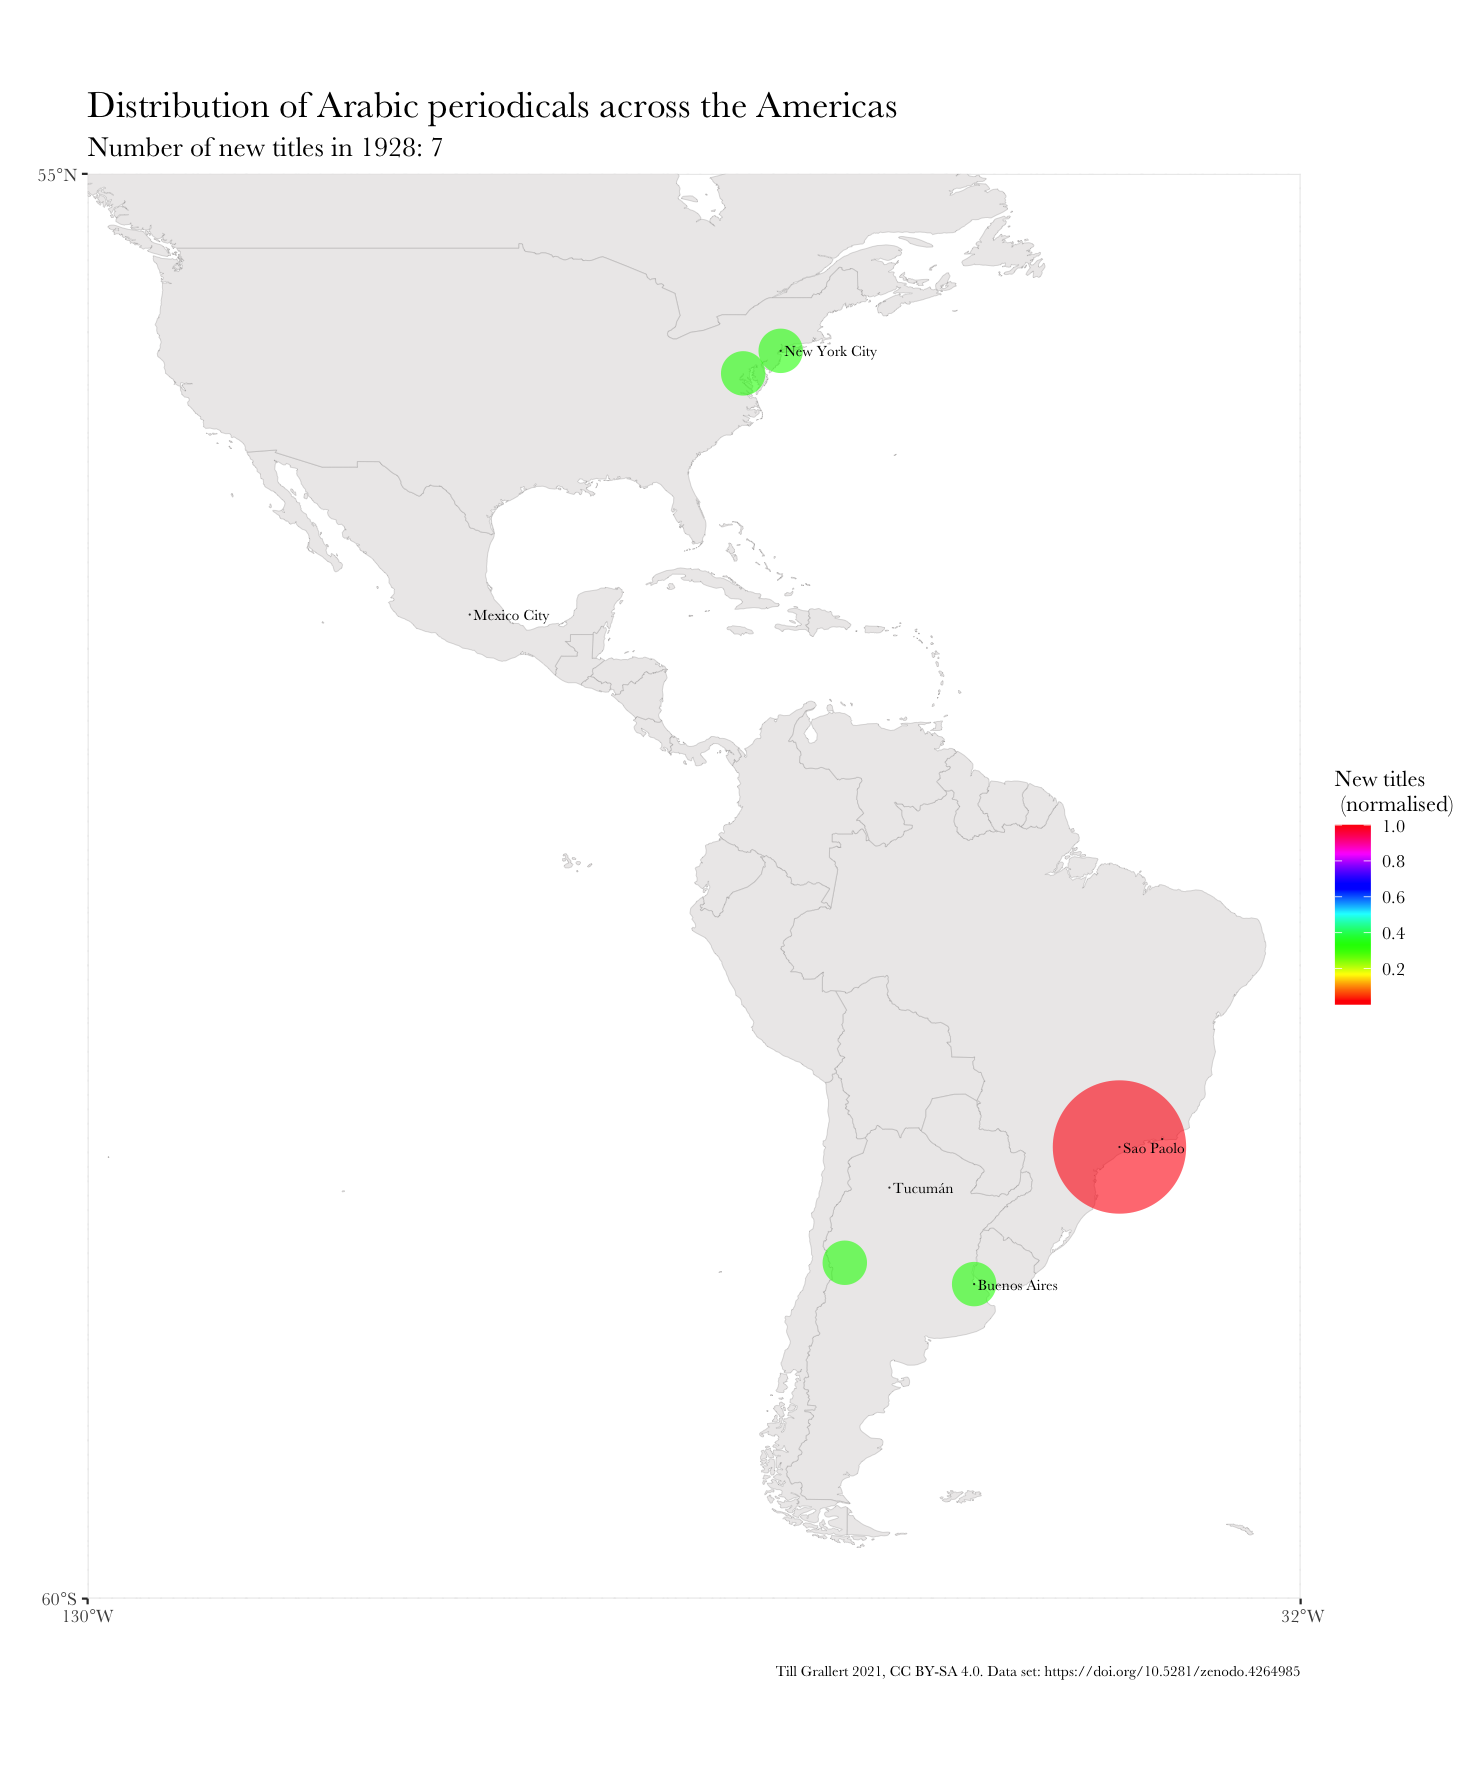 Distribution of Arabic periodicals across the Americas
Number of new titles in 1928: 7
55°N
New York City
Mexico City
New titles
(normalised)
1.0
0.8
0.6
0.4
0.2
Sao Paolo
Tucumán
Buenos Aires
60°S
130°W
32°W
Till Grallert 2021, CC BY-SA 4.0. Data set: https://doi.org/10.5281/zenodo.4264985